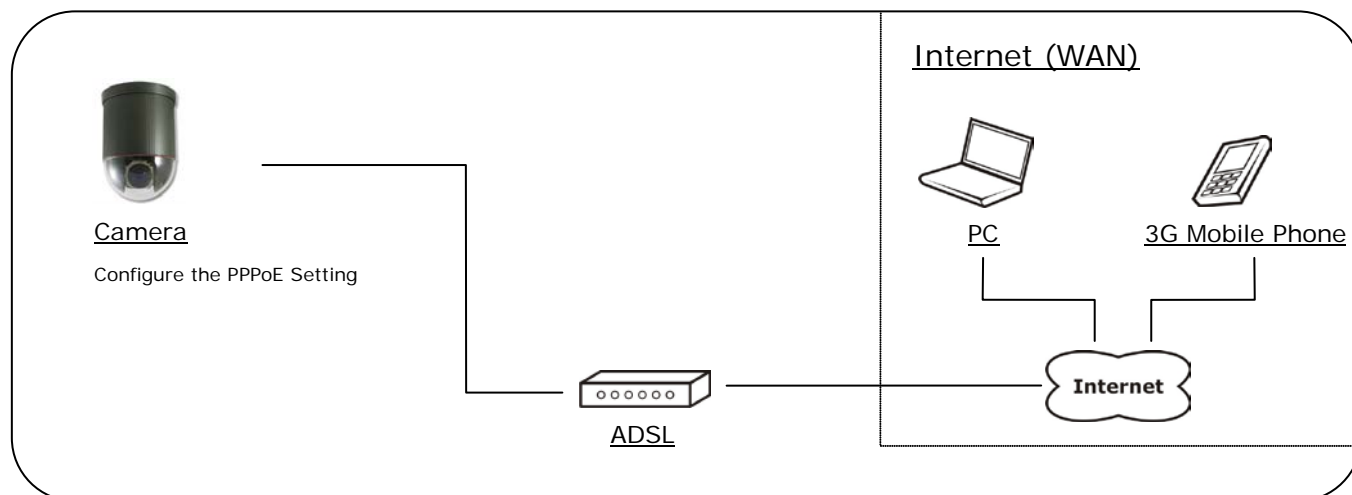 Internet (WAN)
Camera
PC
3G Mobile Phone
Configure the PPPoE Setting
Internet
ADSL